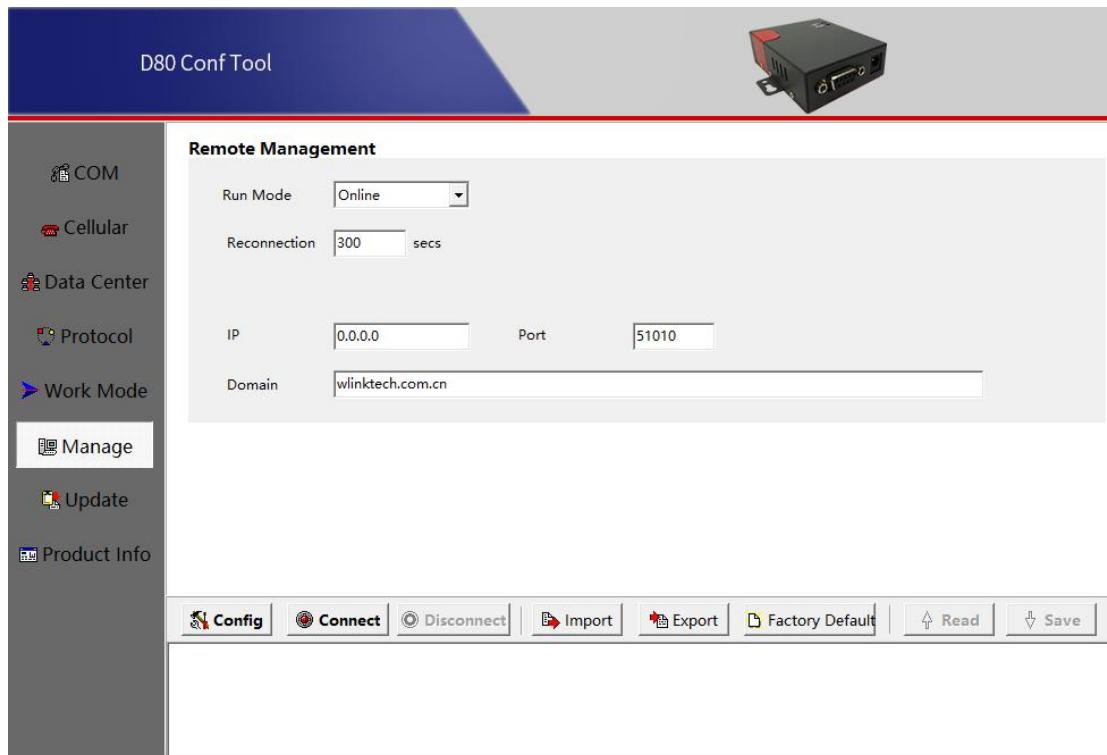 D80 Conf Tool
COM
Cellular
Data Center
Protocol
Work Mode
Manage
Update
Product Info
Remote Management
Run Mode Online
Reconnection 300 secs
IP 0.0.0.0 Port 51010
Domain wlinktech.com.cn
Config Connect Disconnect Import Export Factory Default Read Save